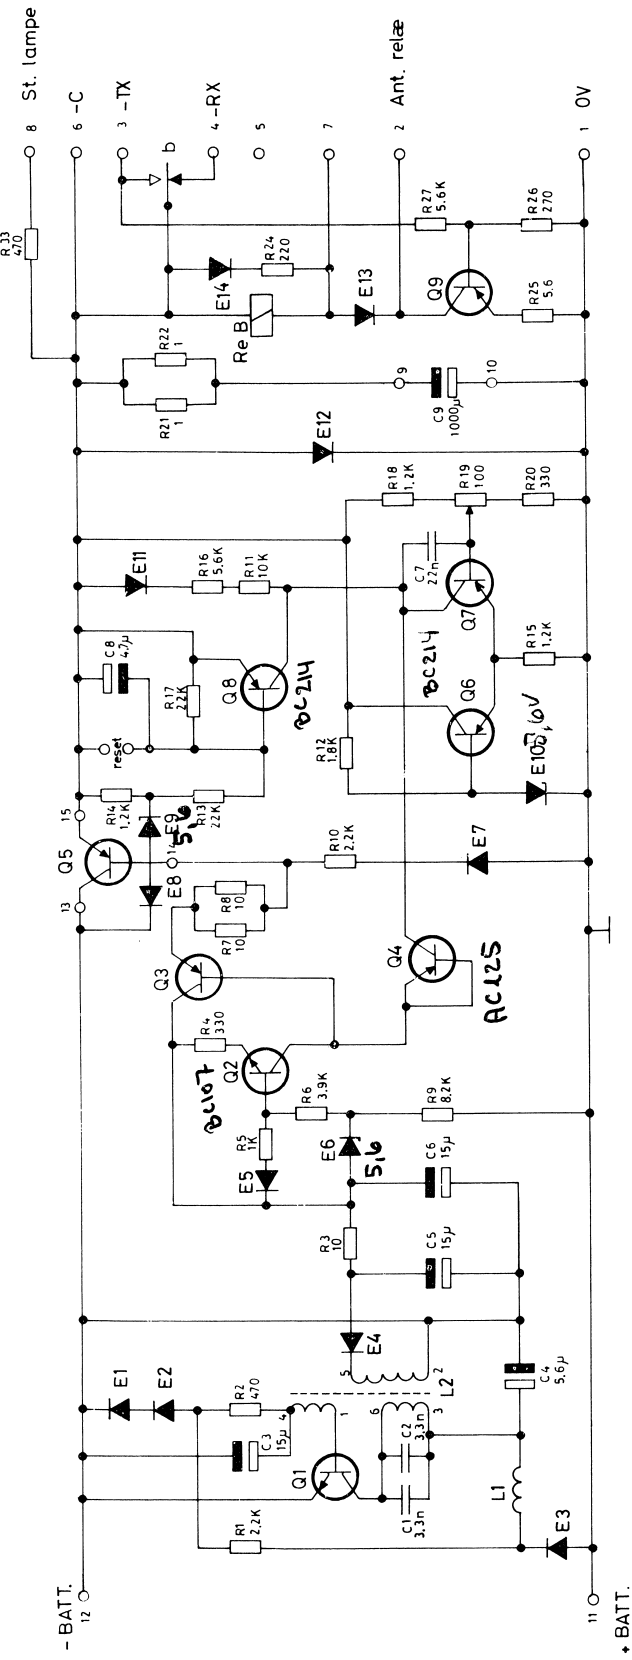 - BATT.
12
E1
E2
R1
2.2K
R2
470
C3
15µ
Q1
4
1
6
3
5
2
L2
C1
3.3n
C2
3.3n
L1
E3
C4
5.6µ
11
+ BATT.
E4
R3
10
C5
15µ
C6
15µ
E5
R5
1K
E6
5,6
R6
3.9K
R9
8.2K
Q2
BC107
R4
330
Q3
Q4
AC125
R7
10
R8
10
13
Q5
15
E8
E9
5,6
14
R14
1.2K
R13
22K
R10
2.2K
E7
reset
C8
4.7µ
R17
22K
Q8
BC214
E11
R16
5.6K
R11
10K
R12
1.8K
Q6
BC214
Q7
C7
22n
R15
1.2K
R18
1.2K
R19
100
R20
330
E12
R21
1
R22
1
9
C9
1000µ
10
Re B
E14
R24
220
E13
Q9
R27
5.6K
R25
5.6
R26
270
R33
470
8 St. lampe
6 -C
3 -TX
b
4 -RX
5
7
2 Ant. relæ
1 0V